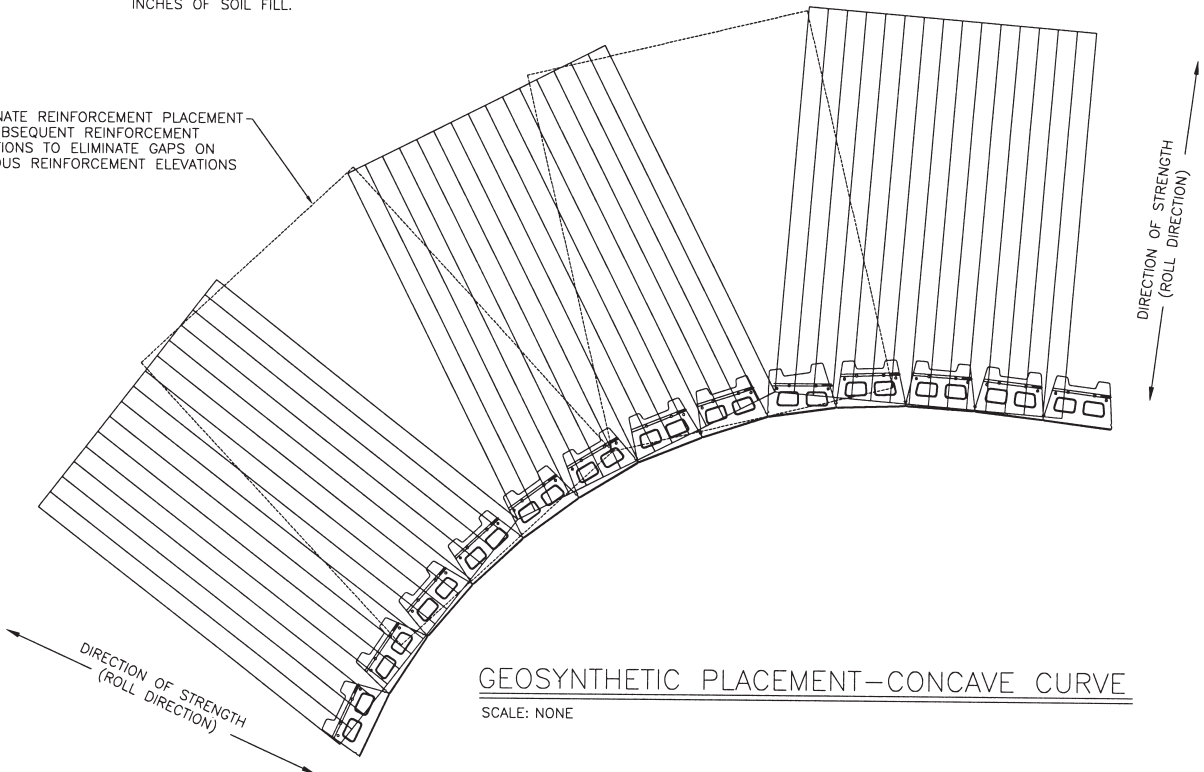 INCHES OF SOIL FILL.
NATE REINFORCEMENT PLACEMENT
BSEQUENT REINFORCEMENT
TIONS TO ELIMINATE GAPS ON
OUS REINFORCEMENT ELEVATIONS
DIRECTION OF STRENGTH
(ROLL DIRECTION)
DIRECTION OF STRENGTH
(ROLL DIRECTION)
GEOSYNTHETIC PLACEMENT-CONCAVE CURVE
SCALE: NONE